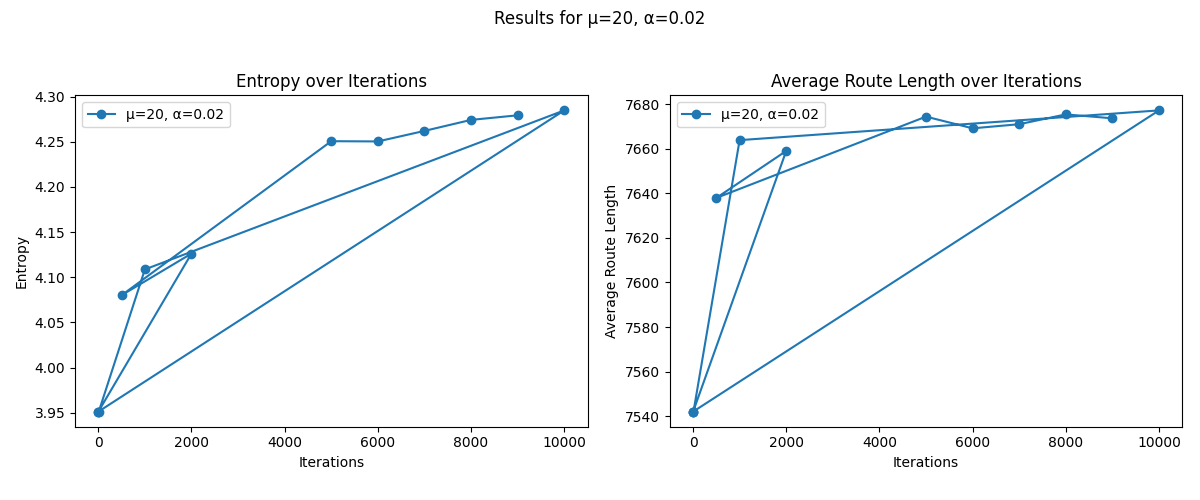 Results for μ=20, α=0.02
Entropy over Iterations
μ=20, α=0.02
Entropy
4.30
4.25
4.20
4.15
4.10
4.05
4.00
3.95
0 2000 4000 6000 8000 10000
Iterations
Average Route Length over Iterations
μ=20, α=0.02
Average Route Length
7680
7660
7640
7620
7600
7580
7560
7540
0 2000 4000 6000 8000 10000
Iterations